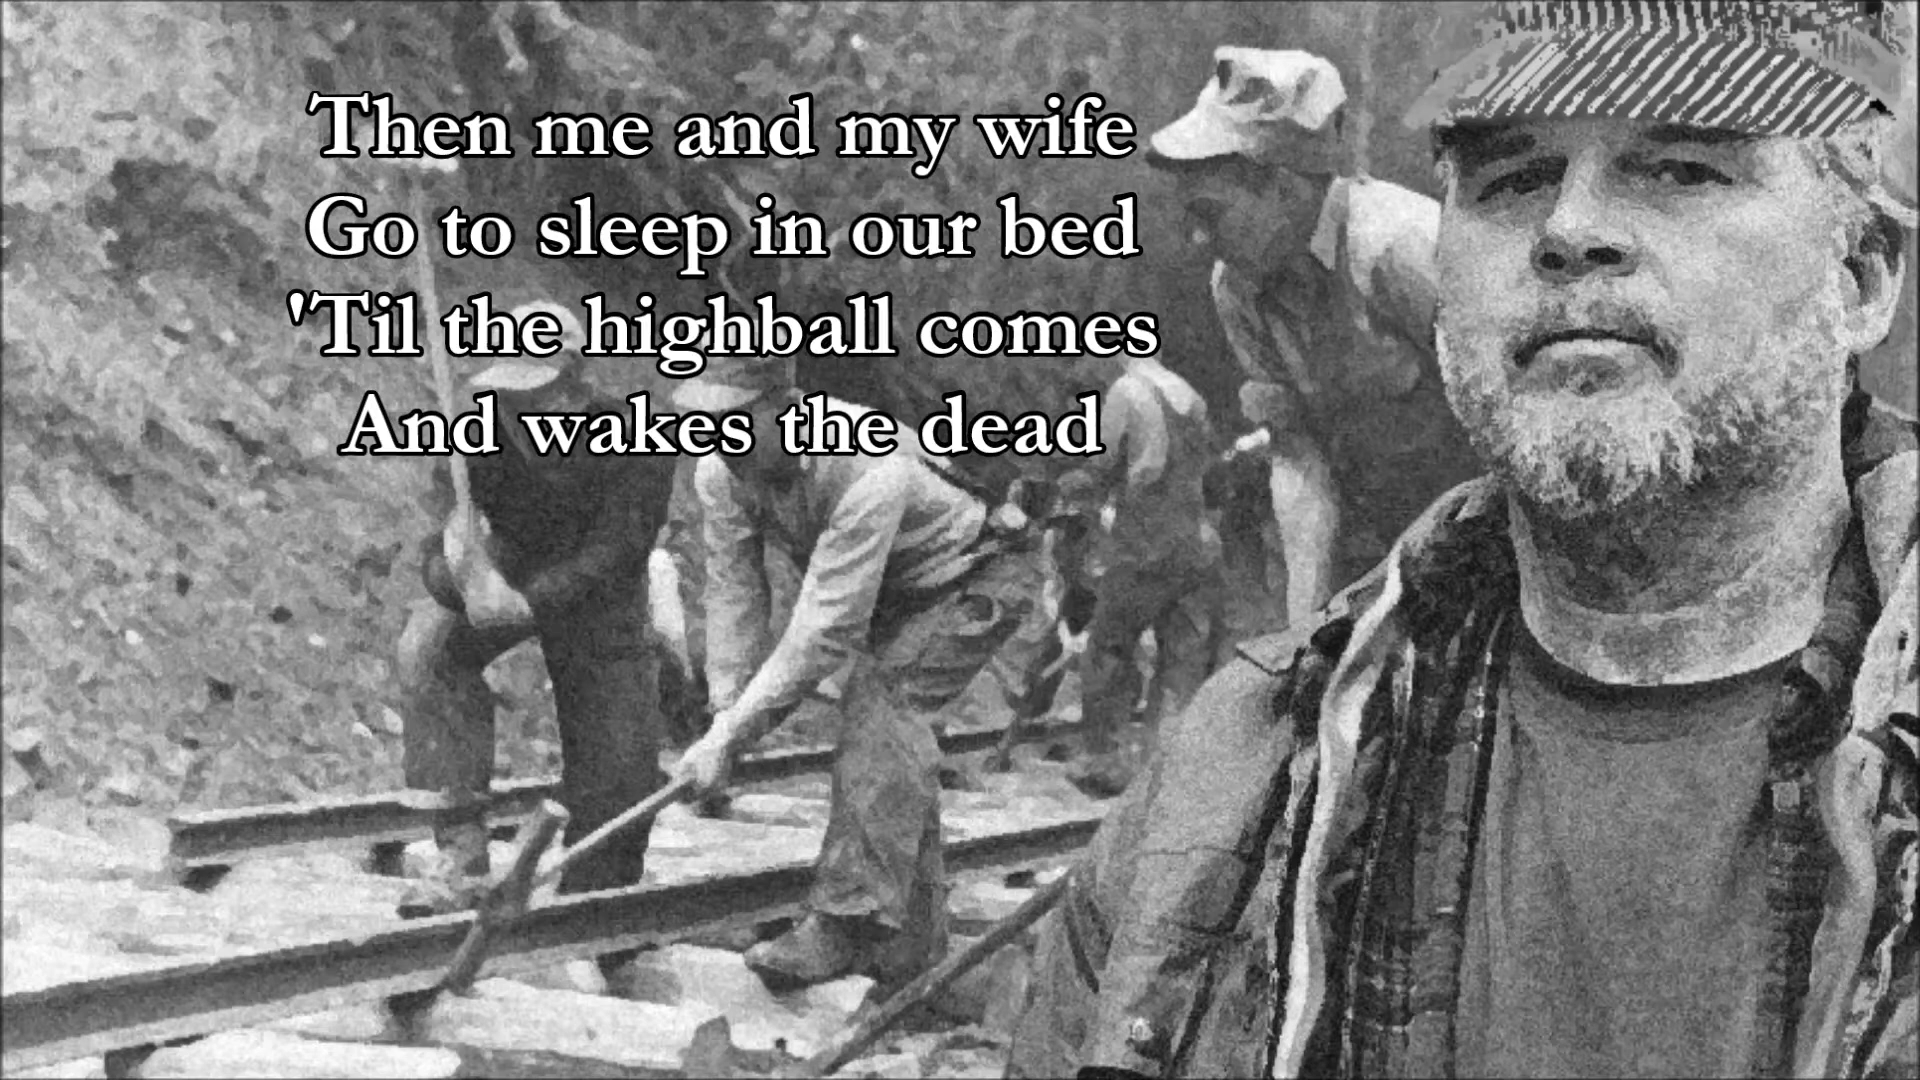 Then me and my wife
Go to sleep in our bed
'Til the highball comes
And wakes the dead